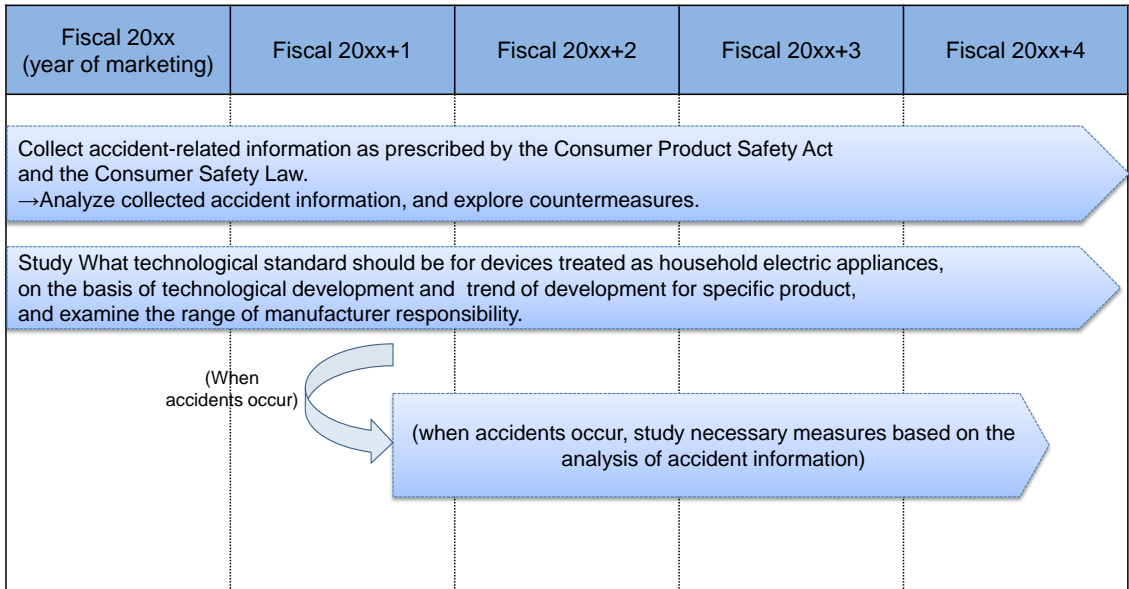 Fiscal 20xx
(year of marketing)
Fiscal 20xx+1
Fiscal 20xx+2
Fiscal 20xx+3
Fiscal 20xx+4
Collect accident-related information as prescribed by the Consumer Product Safety Act
and the Consumer Safety Law.
→Analyze collected accident information, and explore countermeasures.
Study What technological standard should be for devices treated as household electric appliances,
on the basis of technological development and trend of development for specific product,
and examine the range of manufacturer responsibility.
(When
accidents occur)
(when accidents occur, study necessary measures based on the
analysis of accident information)